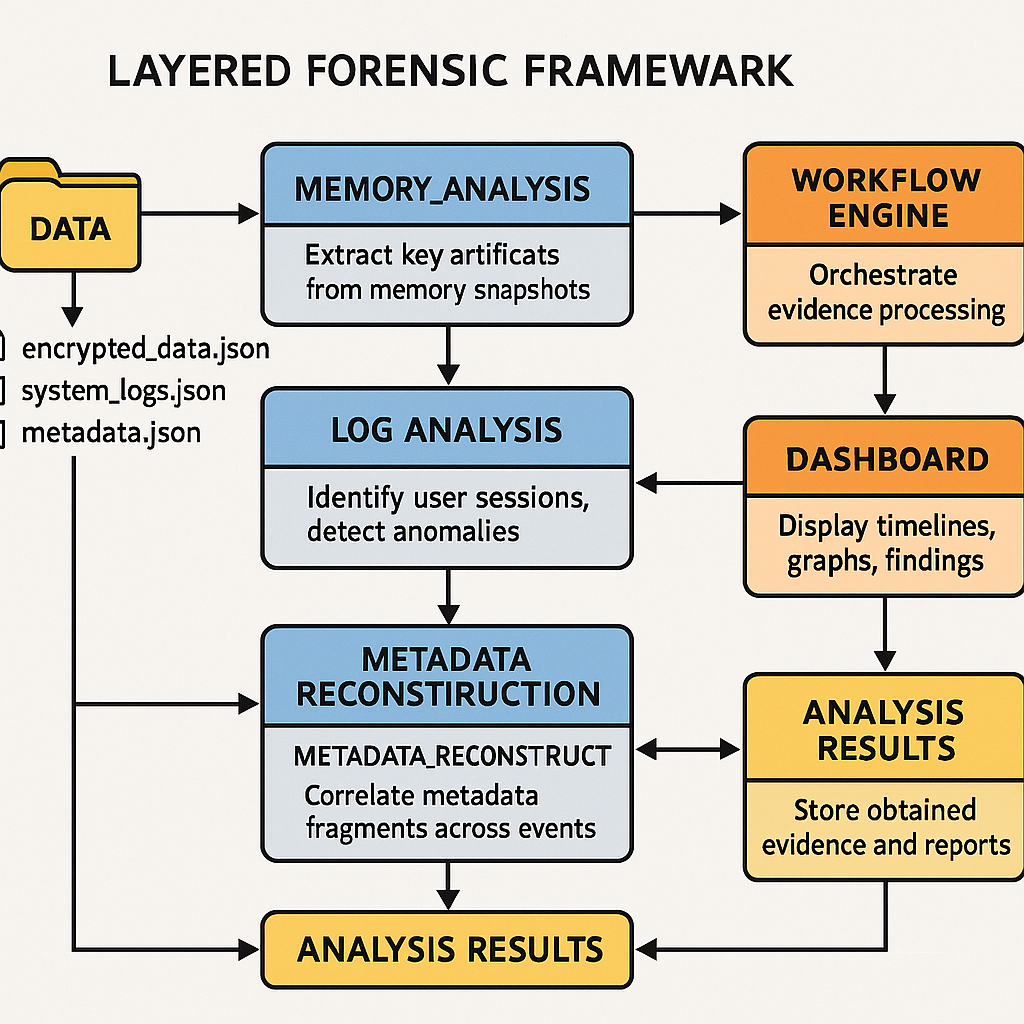 LAYERED FORENSIC FRAMEWARK
DATA
encrypted_data.json
system_logs.json
metadata.json
MEMORY_ANALYSIS
Extract key artificats
from memory snapshots
LOG ANALYSIS
Identify user sessions,
detect anomalies
METADATA
RECONSTIRUCTION
METADATA_RECONSTRUCT
Correlate metadata
fragments across events
ANALYSIS RESULTS
WORKFLOW
ENGINE
Orchestrate
evidence processing
DASHBOARD
Display timelines,
graphs, findings
ANALYSIS
RESULTS
Store obtained
evidence and reports